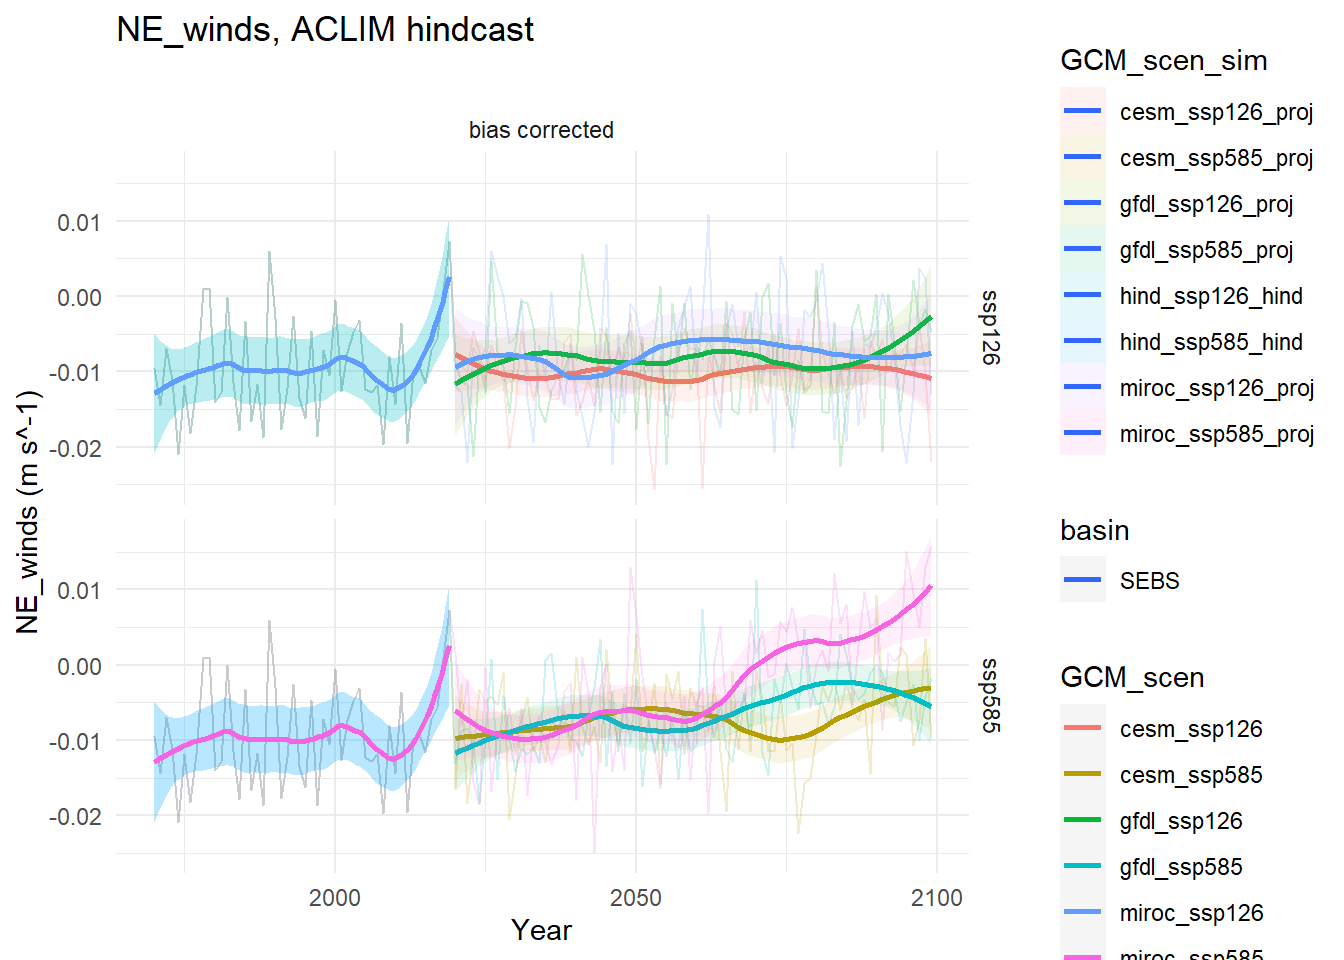 NE_winds, ACLIM hindcast
bias corrected
NE_winds (m s^-1)
0.01
0.00
-0.01
-0.02
ssp126
0.01
0.00
-0.01
-0.02
ssp585
2000
2050
2100
Year
GCM_scen_sim
cesm_ssp126_proj
cesm_ssp585_proj
gfdl_ssp126_proj
gfdl_ssp585_proj
hind_ssp126_hind
hind_ssp585_hind
miroc_ssp126_proj
miroc_ssp585_proj
basin
SEBS
GCM_scen
cesm_ssp126
cesm_ssp585
gfdl_ssp126
gfdl_ssp585
miroc_ssp126
miroc_ssp585